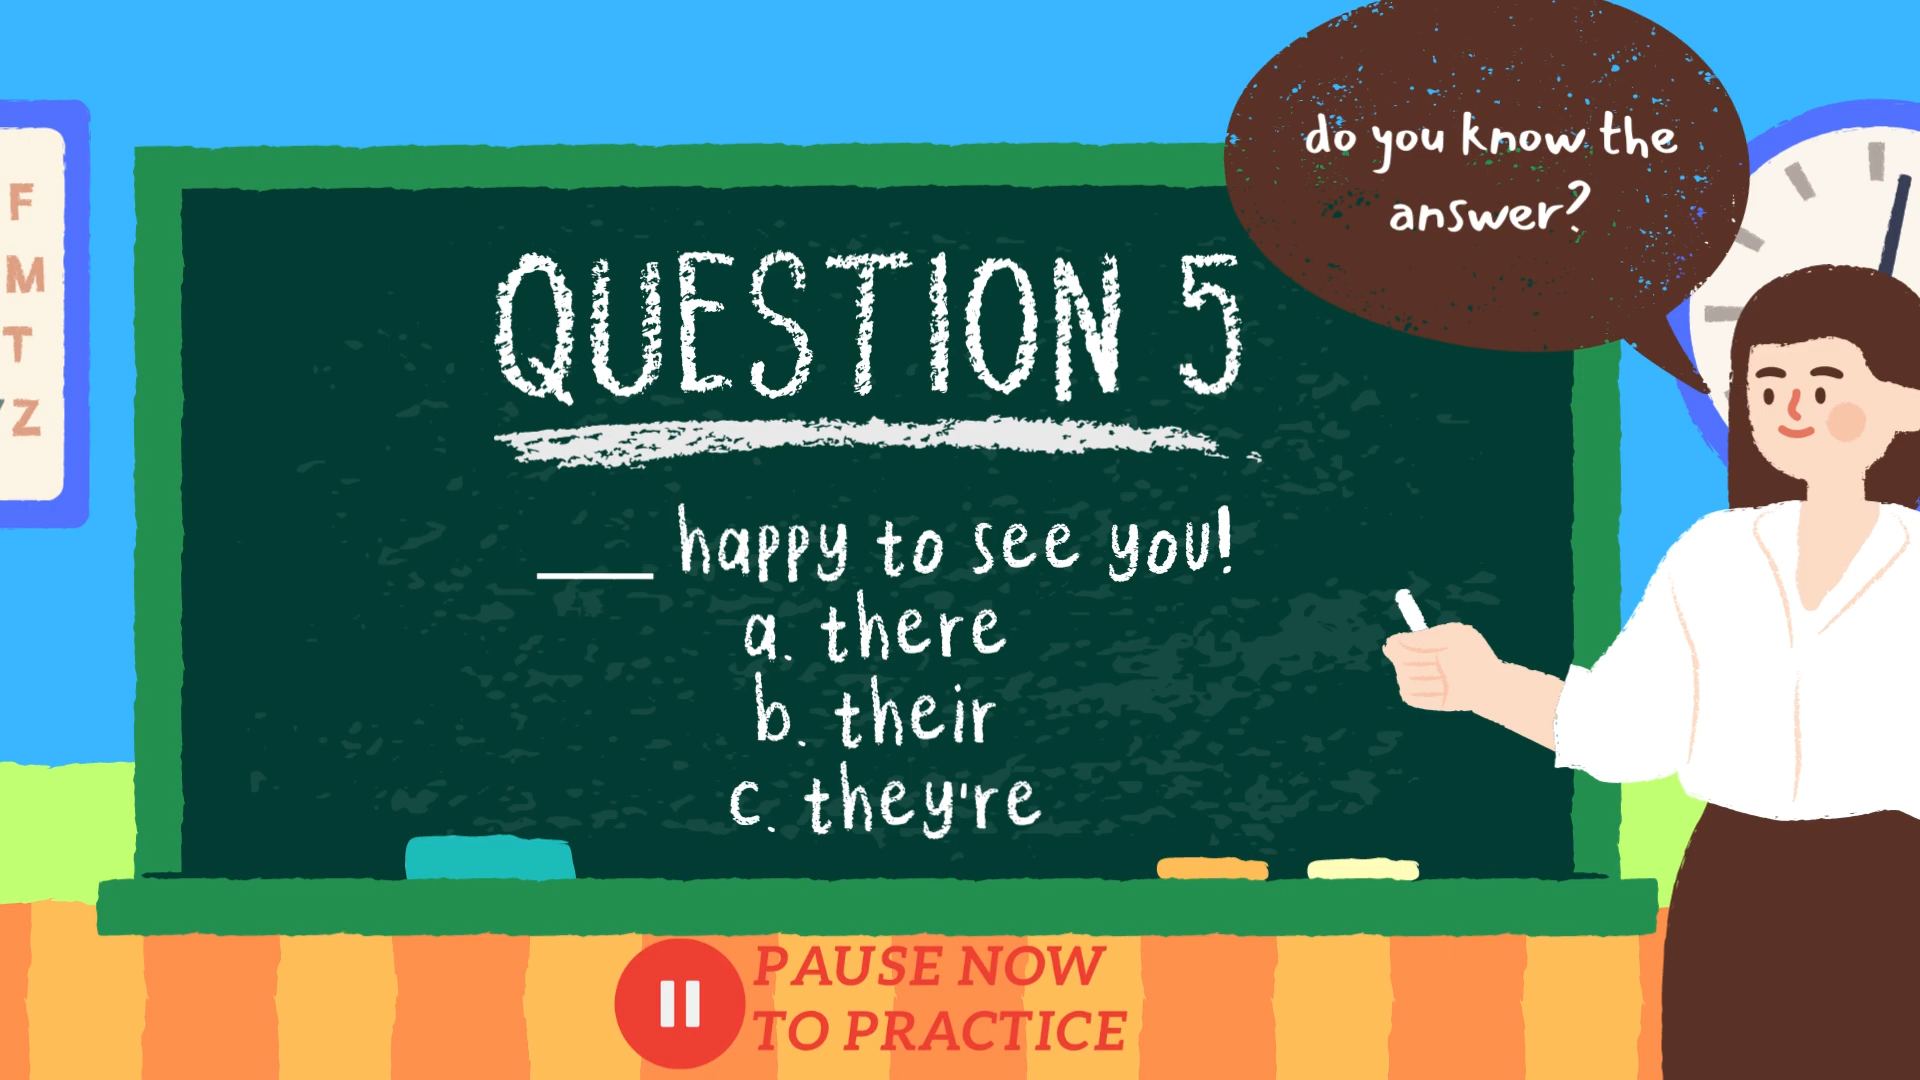 do you know the
answer?
F
M
T
YZ
QUESTION 5
___ happy to see you!
a. there
b. their
c. they're
PAUSE NOW
TO PRACTICE